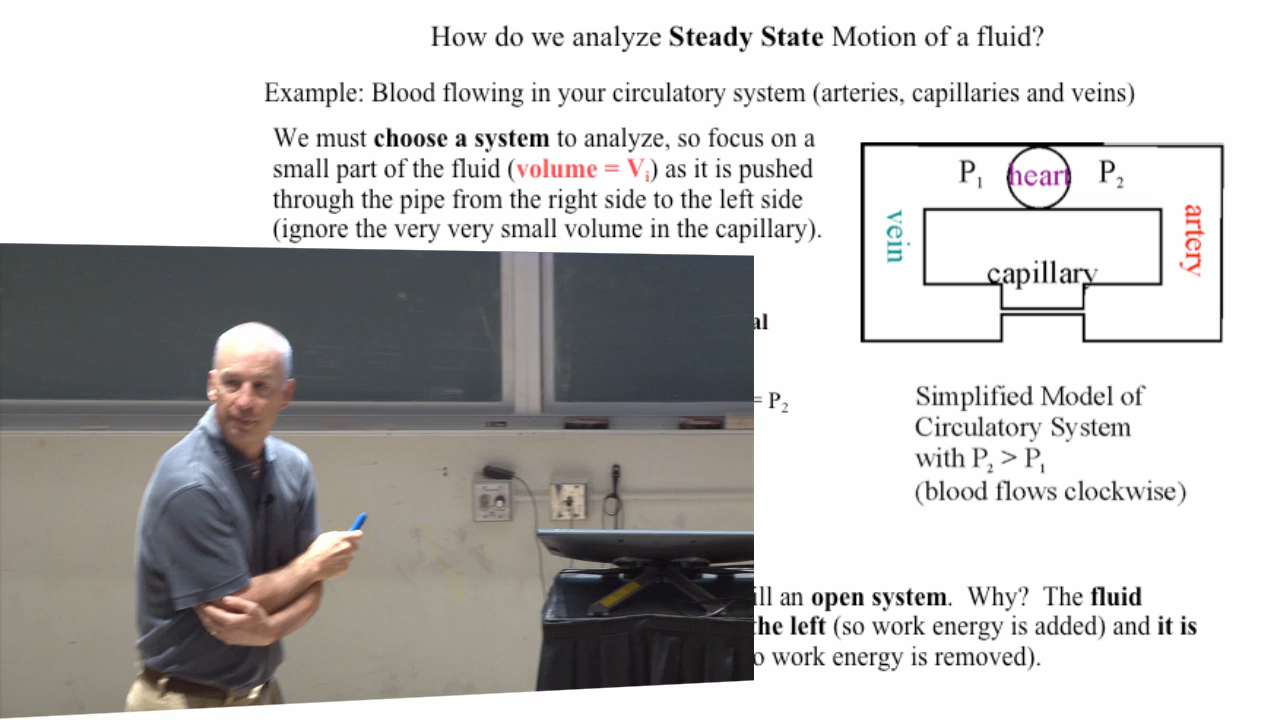 How do we analyze Steady State Motion of a fluid?
Example: Blood flowing in your circulatory system (arteries, capillaries and veins)
We must choose a system to analyze, so focus on a
small part of the fluid (volume = Vᵢ) as it is pushed
through the pipe from the right side to the left side
(ignore the very very small volume in the capillary).
P₁ heart P₂
vein
artery
capillary
= P₂
Simplified Model of
Circulatory System
with P₂ > P₁
(blood flows clockwise)
an open system. Why? The fluid
the left (so work energy is added) and it is
work energy is removed).